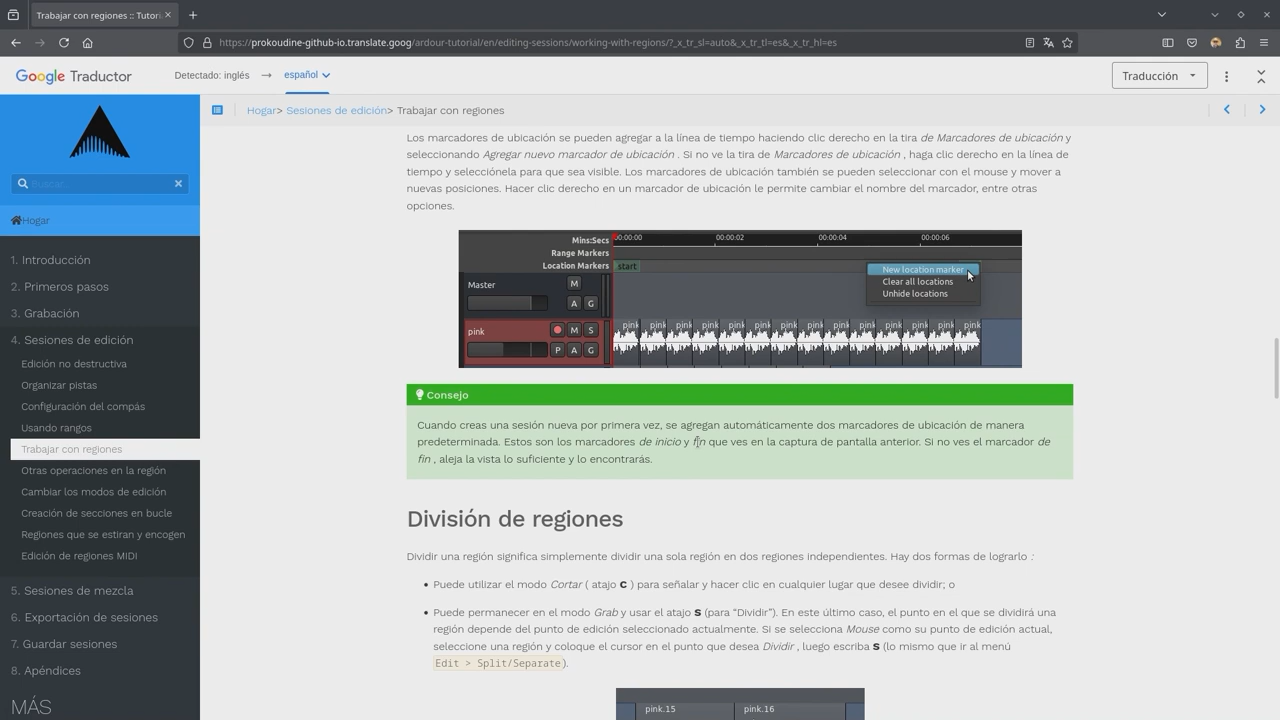 Trabajar con regiones :: Tutori
https://prokoudine-github-io.translate.goog/ardour-tutorial/en/editing-sessions/working-with-regions/?_x_tr_sl=auto&_x_tr_tl=es&_x_tr_hl=es
Google Traductor
Detectado: inglés → español
Traducción
Buscar...
Hogar
1. Introducción
2. Primeros pasos
3. Grabación
4. Sesiones de edición
Edición no destructiva
Organizar pistas
Configuración del compás
Usando rangos
Trabajar con regiones
Otras operaciones en la región
Cambiar los modos de edición
Creación de secciones en bucle
Regiones que se estiran y encogen
Edición de regiones MIDI
5. Sesiones de mezcla
6. Exportación de sesiones
7. Guardar sesiones
8. Apéndices
MÁS
Hogar> Sesiones de edición> Trabajar con regiones
Los marcadores de ubicación se pueden agregar a la línea de tiempo haciendo clic derecho en la tira de Marcadores de ubicación y
seleccionando Agregar nuevo marcador de ubicación . Si no ve la tira de Marcadores de ubicación , haga clic derecho en la línea de
tiempo y selecciónela para que sea visible. Los marcadores de ubicación también se pueden seleccionar con el mouse y mover a
nuevas posiciones. Hacer clic derecho en un marcador de ubicación le permite cambiar el nombre del marcador, entre otras
opciones.
Mins:Secs 00:00:00 00:00:02 00:00:04 00:00:06
Range Markers
Location Markers start
New location marker
Clear all locations
Unhide locations
Master M
A G
pink M S
P A G
pink pink pink pink pink pink pink pink pink pink pink pink pink pink
Consejo
Cuando creas una sesión nueva por primera vez, se agregan automáticamente dos marcadores de ubicación de manera
predeterminada. Estos son los marcadores de inicio y fin que ves en la captura de pantalla anterior. Si no ves el marcador de
fin , aleja la vista lo suficiente y lo encontrarás.
División de regiones
Dividir una región significa simplemente dividir una sola región en dos regiones independientes. Hay dos formas de lograrlo :
• Puede utilizar el modo Cortar ( atajo C ) para señalar y hacer clic en cualquier lugar que desee dividir; o
• Puede permanecer en el modo Grab y usar el atajo S (para “Dividir”). En este último caso, el punto en el que se dividirá una
región depende del punto de edición seleccionado actualmente. Si se selecciona Mouse como su punto de edición actual,
seleccione una región y coloque el cursor en el punto que desea Dividir , luego escriba S (lo mismo que ir al menú
Edit > Split/Separate).
pink.15 pink.16